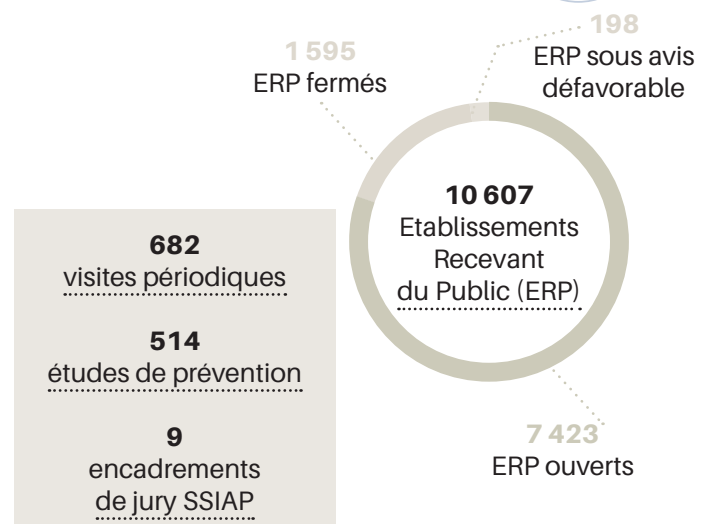 198
ERP sous avis
défavorable
1 595
ERP fermés
10 607
Etablissements
Recevant
du Public (ERP)
682
visites périodiques
514
études de prévention
9
encadrements
de jury SSIAP
7 423
ERP ouverts